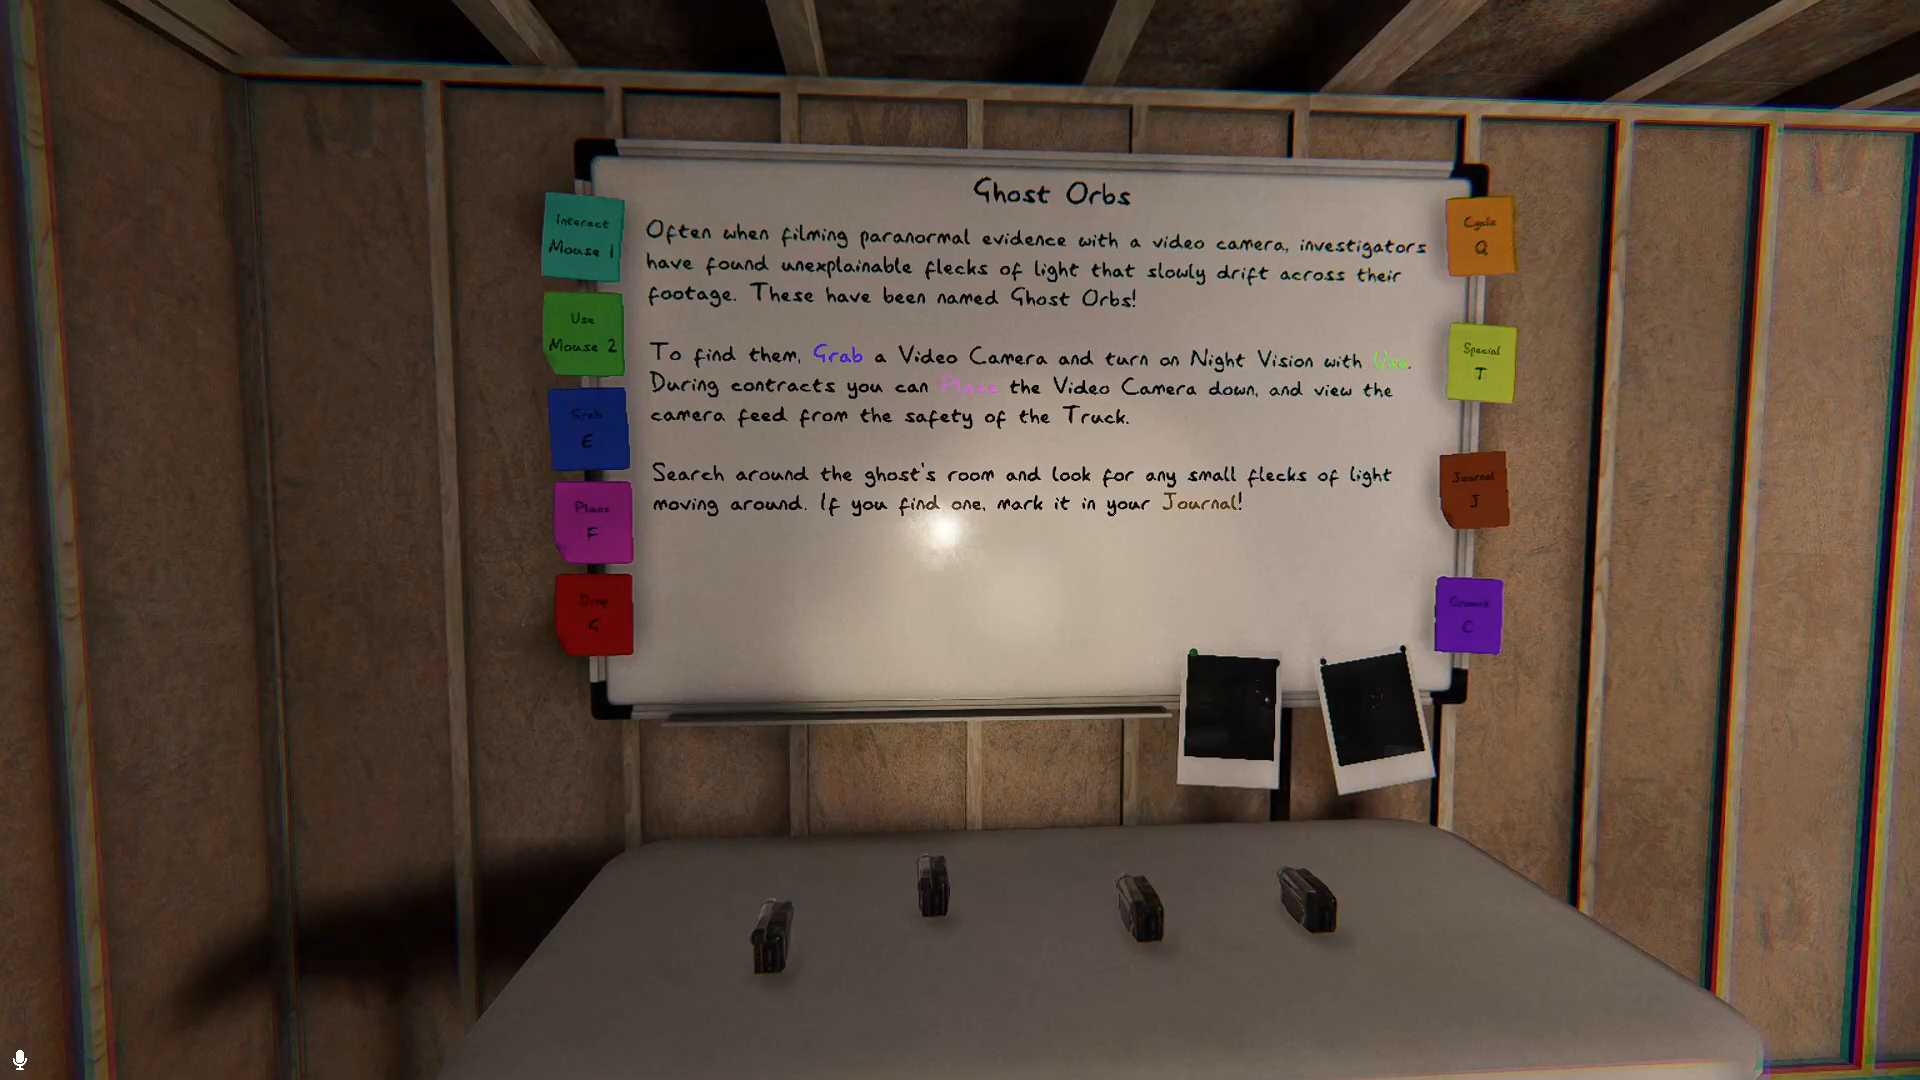 Ghost Orbs
Often when filming paranormal evidence with a video camera, investigators
have found unexplainable flecks of light that slowly drift across their
footage. These have been named Ghost Orbs!
To find them, Grab a Video Camera and turn on Night Vision with Use.
During contracts you can Place the Video Camera down, and view the
camera feed from the safety of the Truck.
Search around the ghost's room and look for any small flecks of light
moving around. If you find one, mark it in your Journal!
Interact
Mouse 1
Use
Mouse 2
Grab
E
Place
F
Drop
G
Cycle
Q
Special
T
Journal
J
Crouch
C